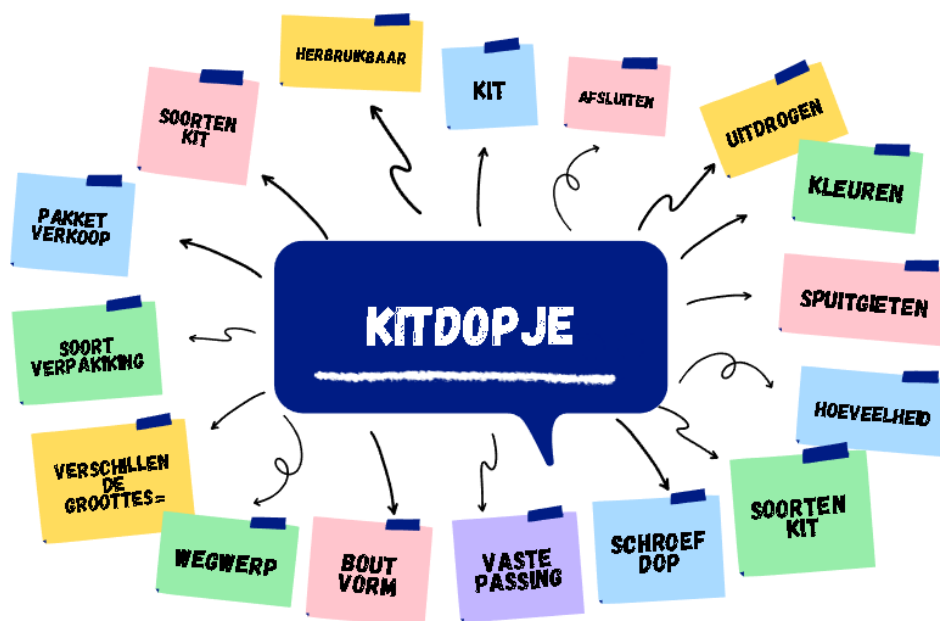 HERBRUIKBAAR
KIT
AFSLUITEN
UITDROGEN
SOORTEN
KIT
KLEUREN
PAKKET
VERKOOP
SPUITGIETEN
KITDOPJE
SOORT
VERPAKIKING
HOEVEELHEID
VERSCHILLEN
DE
GROOTTES=
SOORTEN
KIT
WEGWERP
BOUT
VORM
VASTE
PASSING
SCHROEF
DOP